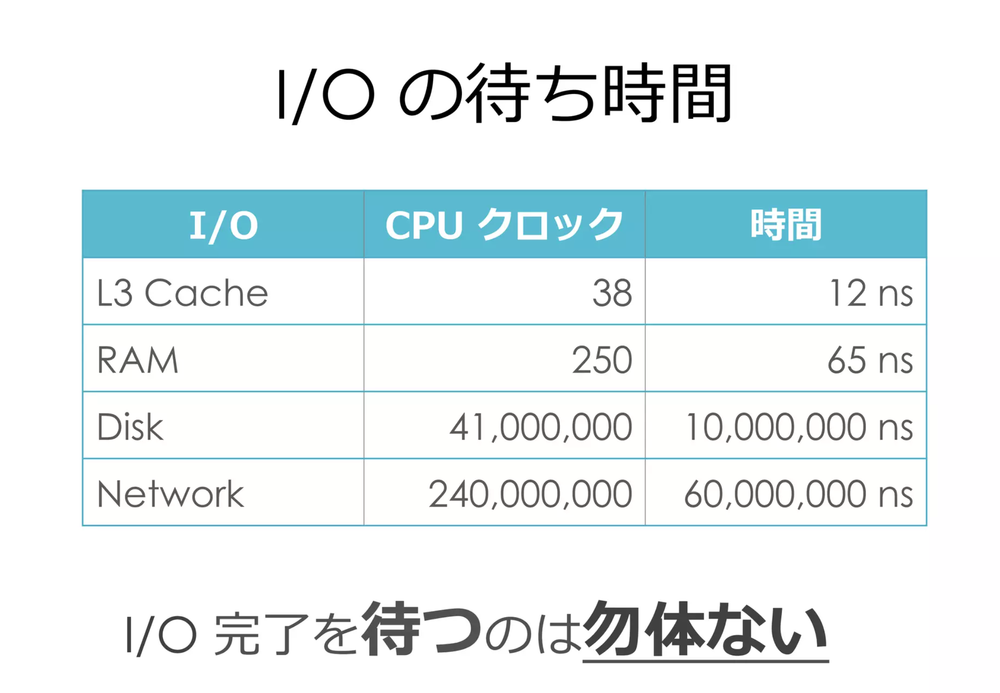 I/O の待ち時間
I/O CPU クロック 時間
L3 Cache 38 12 ns
RAM 250 65 ns
Disk 41,000,000 10,000,000 ns
Network 240,000,000 60,000,000 ns
I/O 完了を待つのは勿体ない